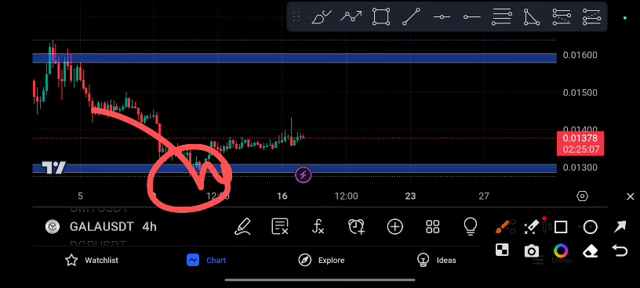 0.01600
0.01500
0.01400
0.01378
02:25:07
0.01300
5
12:00
16
12:00
23
27
GALAUSDT 4h
Watchlist
Chart
Explore
Ideas